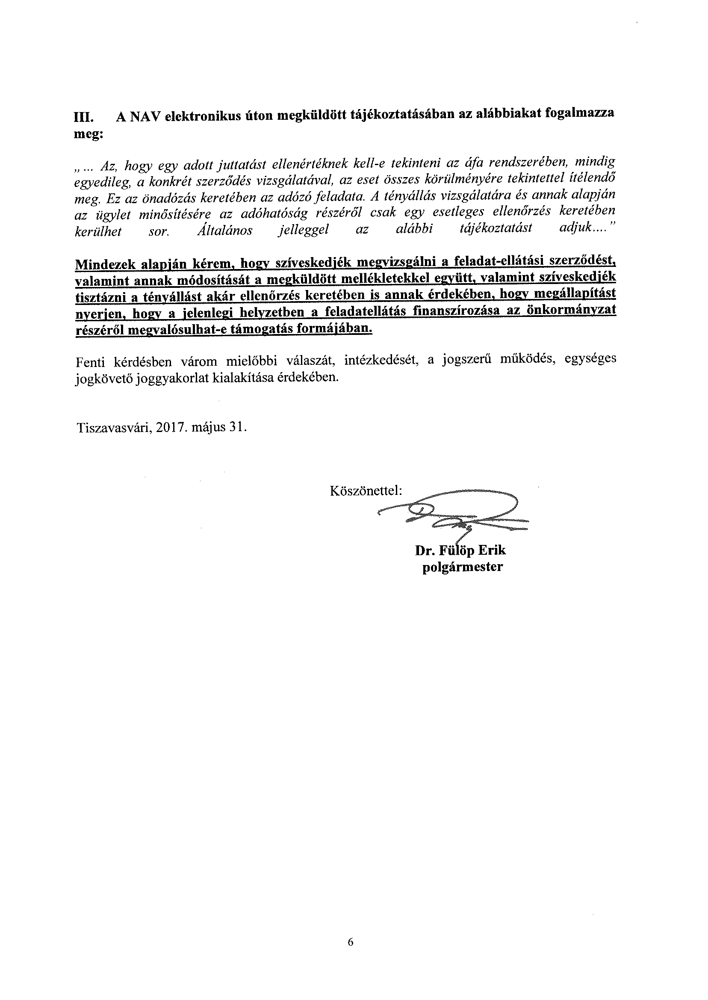 III. A NAV elektronikus úton megküldött tájékoztatásában az alábbiakat fogalmazza
meg:
„... Az, hogy egy adott juttatást ellenértéknek kell-e tekinteni az áfa rendszerében, mindig
egyedileg, a konkrét szerződés vizsgálatával, az eset összes körülményére tekintettel ítélendő
meg. Ez az önadózás keretében az adózó feladata. A tényállás vizsgálatára és annak alapján
az ügylet minősítésére az adóhatóság részéről csak egy esetleges ellenőrzés keretében
kerülhet sor. Általános jelleggel az alábbi tájékoztatást adjuk....”
Mindezek alapján kérem, hogy szíveskedjék megvizsgálni a feladat-ellátási szerződést,
valamint annak módosítását a megküldött mellékletekkel együtt, valamint szíveskedjék
tisztázni a tényállást akár ellenőrzés keretében is annak érdekében, hogy megállapítást
nyerjen, hogy a jelenlegi helyzetben a feladatellátás finanszírozása az önkormányzat
részéről megvalósulhat-e támogatás formájában.
Fenti kérdésben várom mielőbbi válaszát, intézkedését, a jogszerű működés, egységes
jogkövető joggyakorlat kialakítása érdekében.
Tiszavasvári, 2017. május 31.
Köszönettel:
Dr. Fülöp Erik
polgármester
6